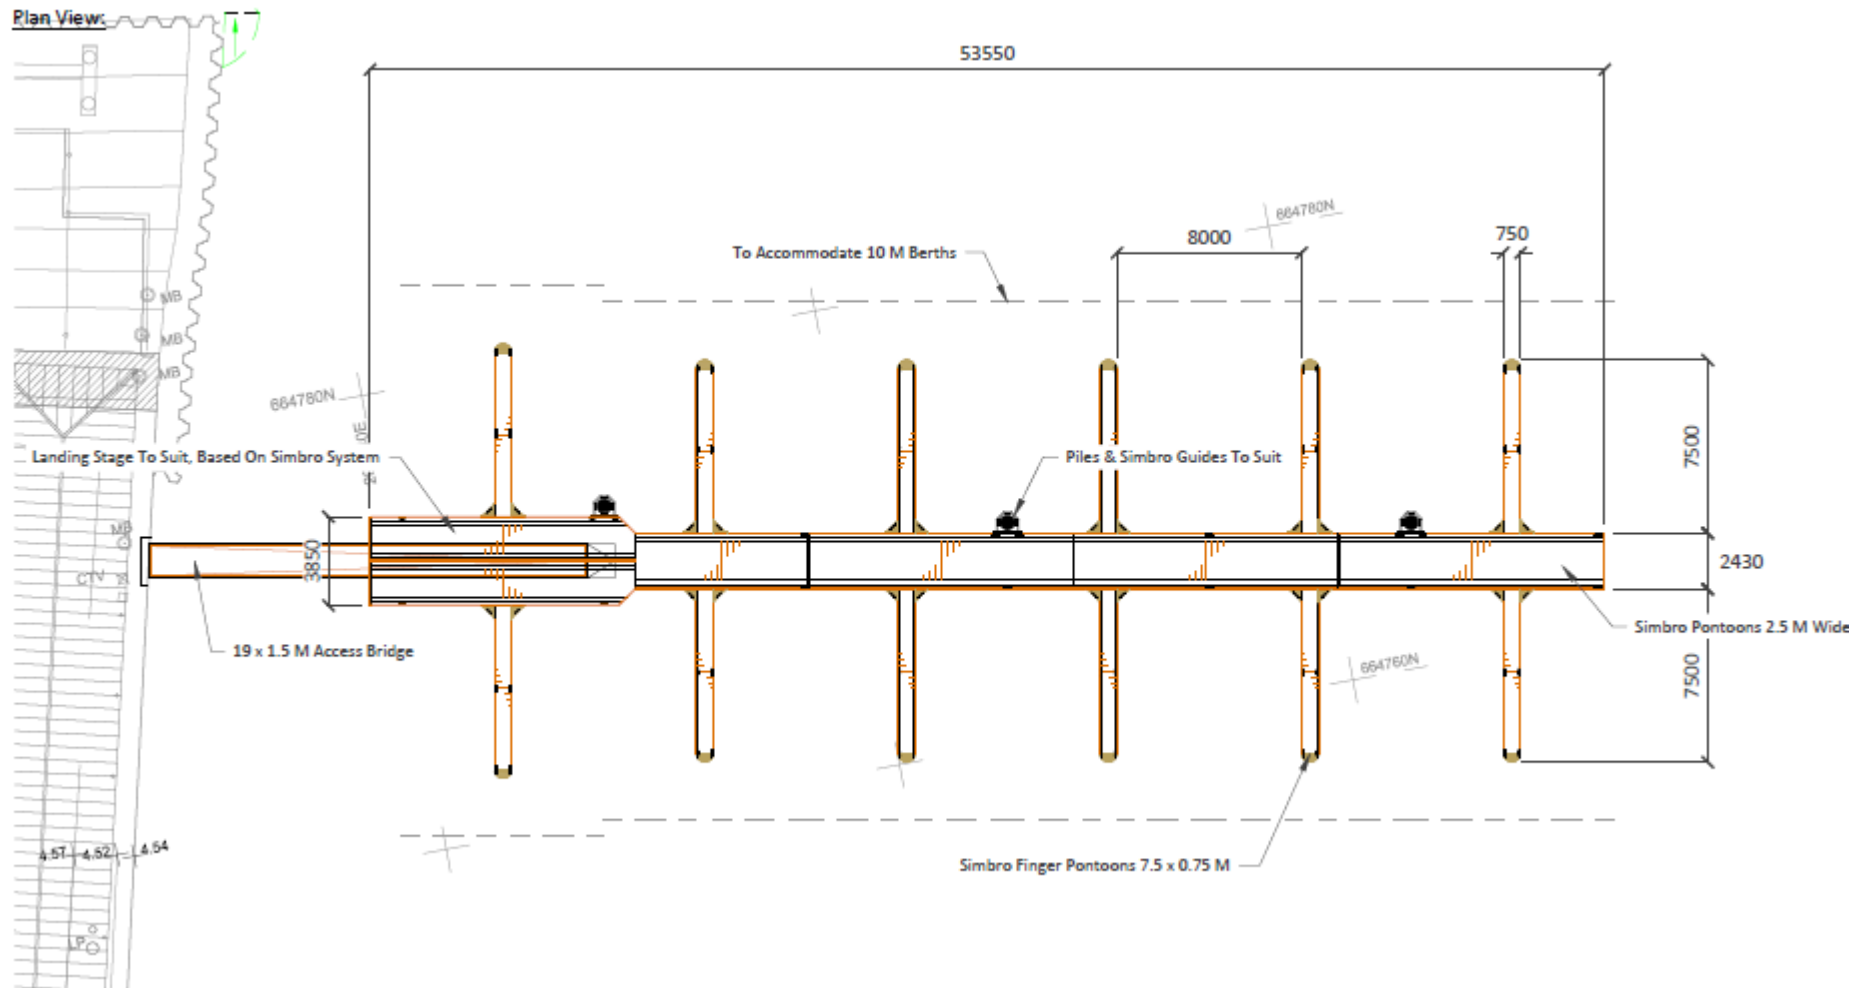 Plan View:
53550
664780N
8000
750
To Accommodate 10 M Berths
MB
MB
MB
664780N
7500
Landing Stage To Suit, Based On Simbro System
Piles & Simbro Guides To Suit
MB
3850
2430
CTV
19 x 1.5 M Access Bridge
Simbro Pontoons 2.5 M Wide
664760N
7500
4.57 4.52 4.54
Simbro Finger Pontoons 7.5 x 0.75 M
LP